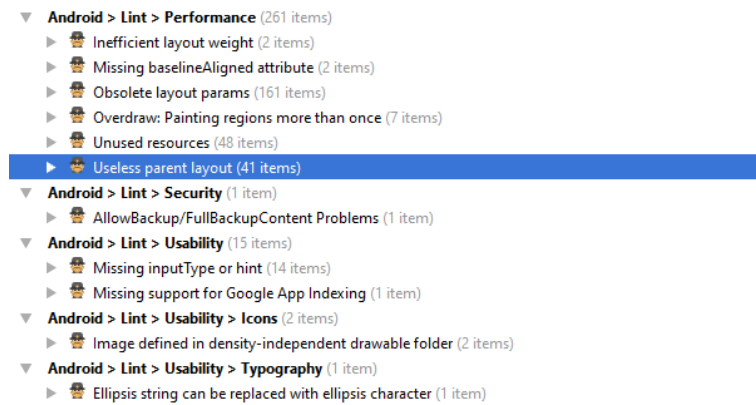 Android > Lint > Performance (261 items)
Inefficient layout weight (2 items)
Missing baselineAligned attribute (2 items)
Obsolete layout params (161 items)
Overdraw: Painting regions more than once (7 items)
Unused resources (48 items)
Useless parent layout (41 items)
Android > Lint > Security (1 item)
AllowBackup/FullBackupContent Problems (1 item)
Android > Lint > Usability (15 items)
Missing inputType or hint (14 items)
Missing support for Google App Indexing (1 item)
Android > Lint > Usability > Icons (2 items)
Image defined in density-independent drawable folder (2 items)
Android > Lint > Usability > Typography (1 item)
Ellipsis string can be replaced with ellipsis character (1 item)